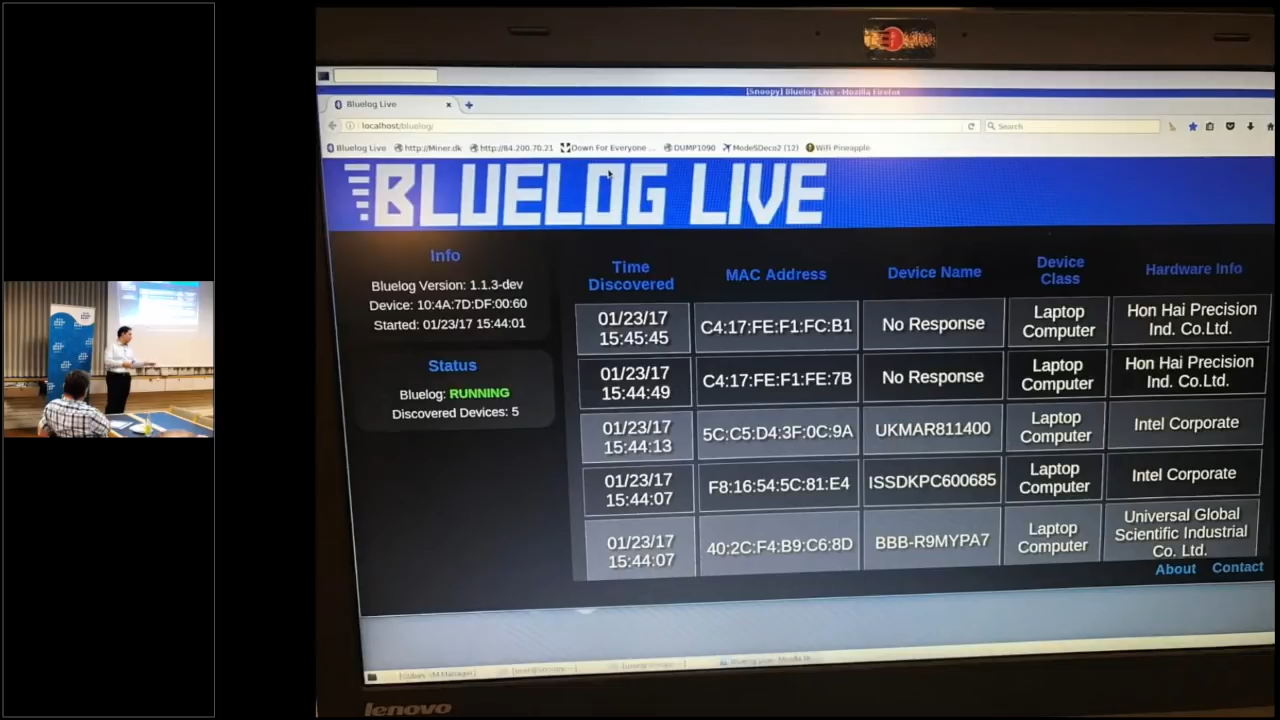 [Snoopy] Bluelog Live - Mozilla Firefox
Bluelog Live
localhost/bluelog/
Search
Bluelog Live
http://Miner.dk
http://84.200.70.21
Down For Everyone ...
DUMP1090
ModeSDeco2 (12)
WiFi Pineapple
BLUELOG LIVE
Info
Bluelog Version: 1.1.3-dev
Device: 10:4A:7D:DF:00:60
Started: 01/23/17 15:44:01
Status
Bluelog: RUNNING
Discovered Devices: 5
Time
Discovered
MAC Address
Device Name
Device
Class
Hardware Info
01/23/17
15:45:45
C4:17:FE:F1:FC:B1
No Response
Laptop
Computer
Hon Hai Precision
Ind. Co.Ltd.
01/23/17
15:44:49
C4:17:FE:F1:FE:7B
No Response
Laptop
Computer
Hon Hai Precision
Ind. Co.Ltd.
01/23/17
15:44:13
5C:C5:D4:3F:0C:9A
UKMAR811400
Laptop
Computer
Intel Corporate
01/23/17
15:44:07
F8:16:54:5C:81:E4
ISSDKPC600685
Laptop
Computer
Intel Corporate
01/23/17
15:44:07
40:2C:F4:B9:C6:8D
BBB-R9MYPA7
Laptop
Computer
Universal Global
Scientific Industrial
Co. Ltd.
About
Contact
lenovo